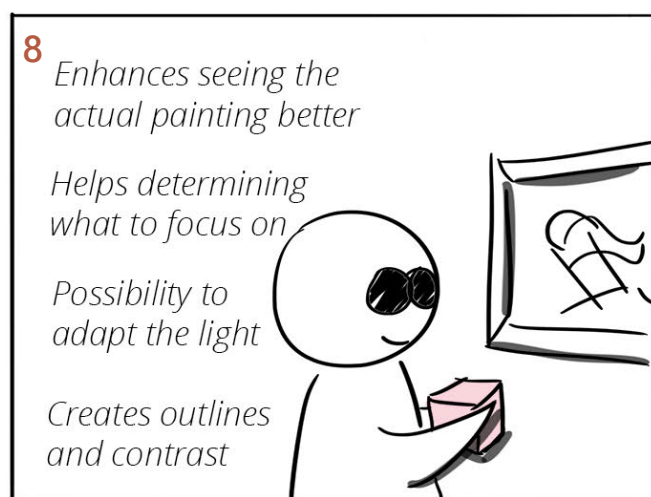 8
Enhances seeing the
actual painting better
Helps determining
what to focus on
Possibility to
adapt the light
Creates outlines
and contrast